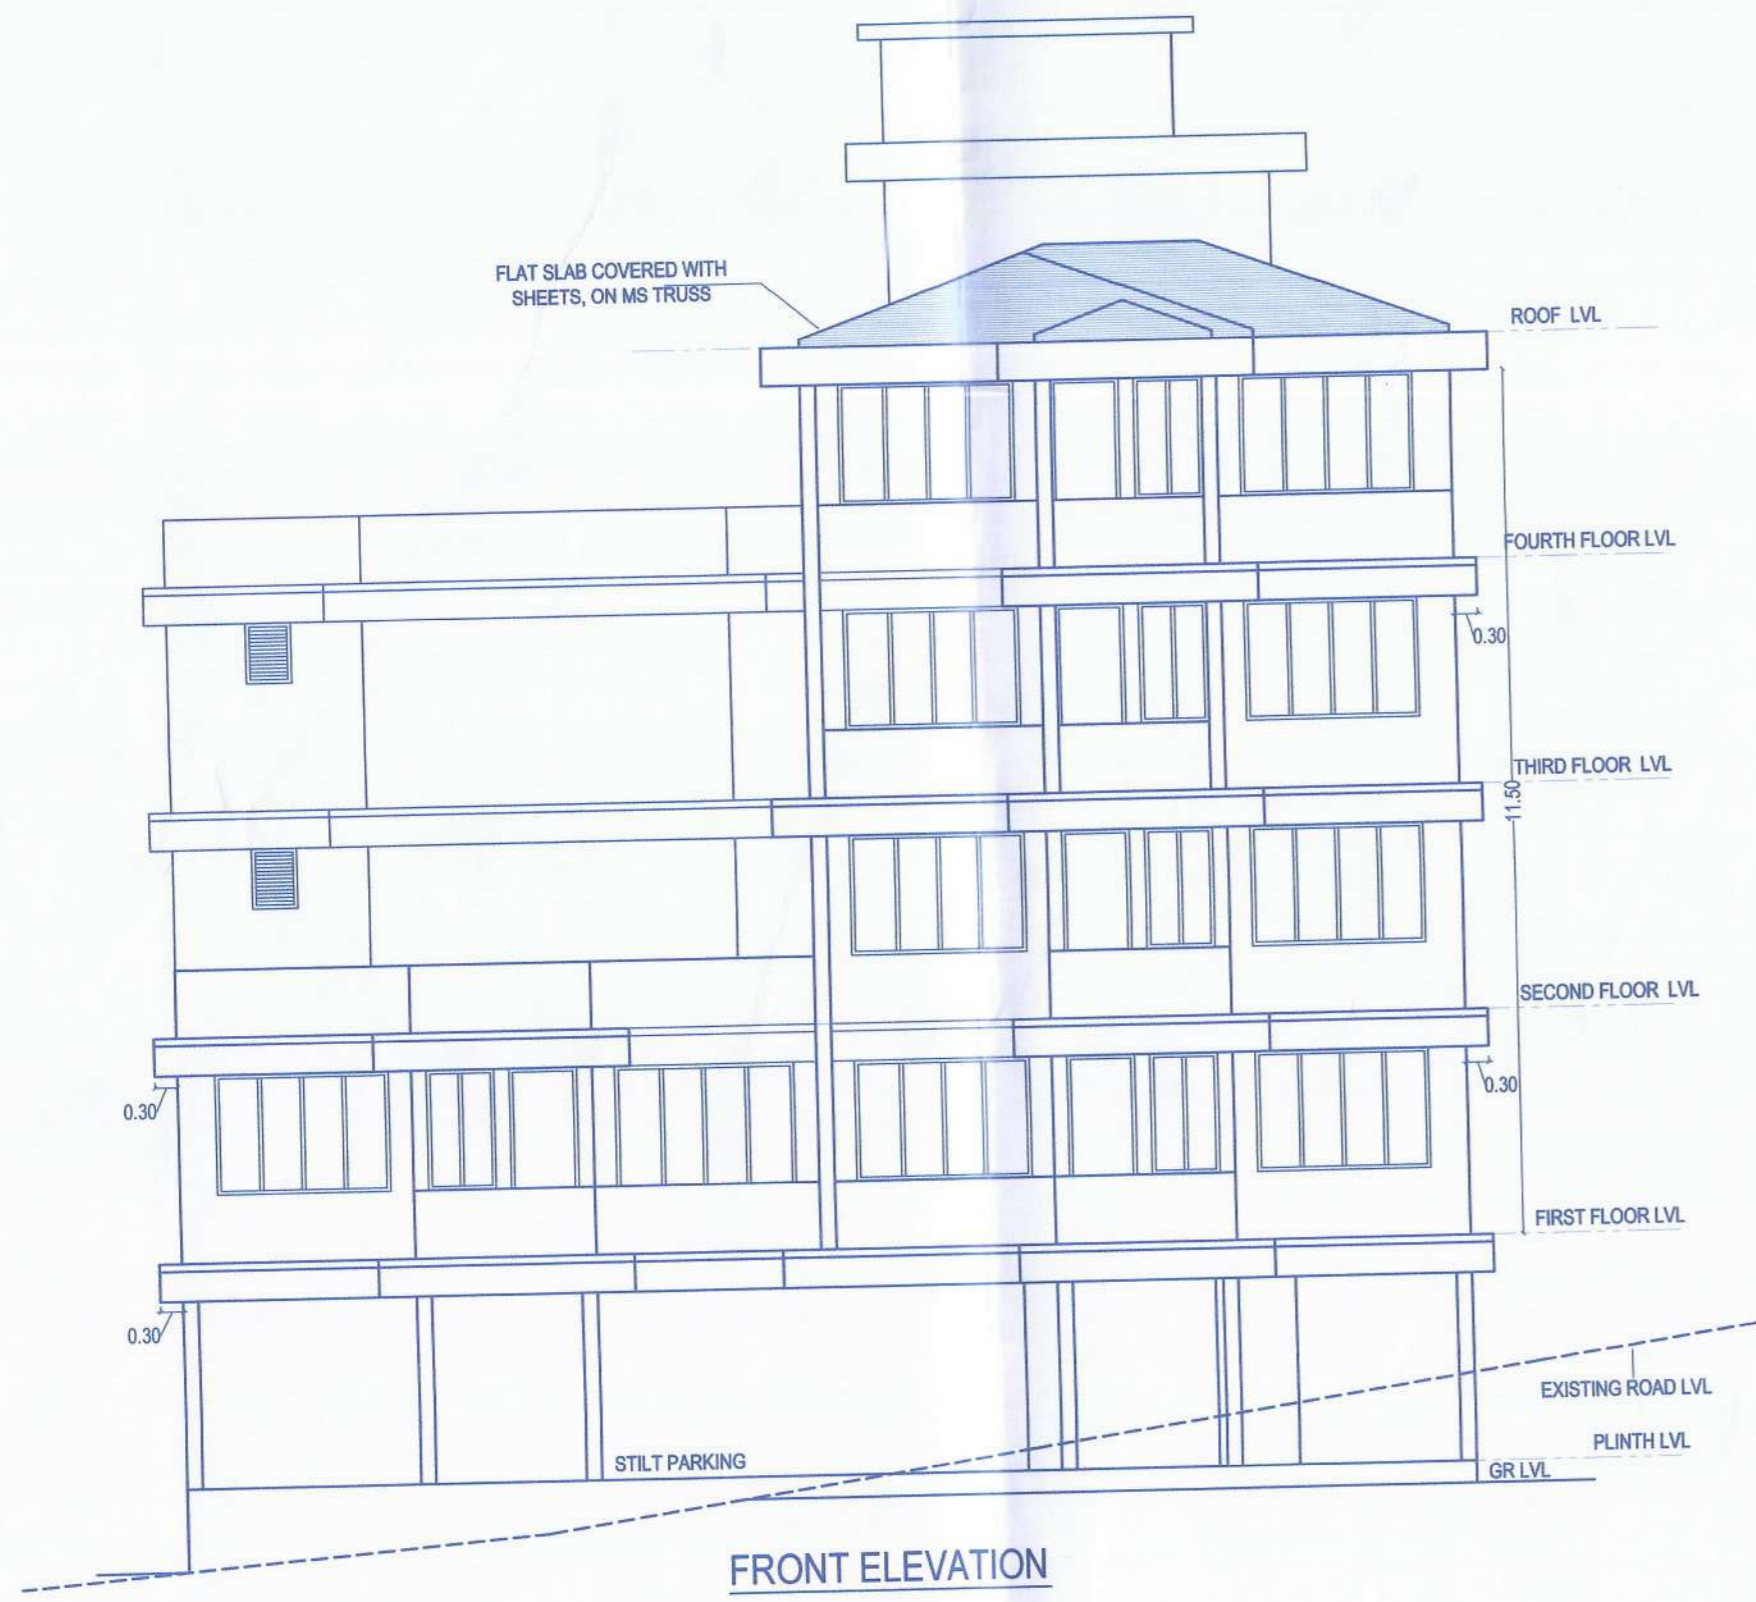 FLAT SLAB COVERED WITH
SHEETS, ON MS TRUSS
ROOF LVL
FOURTH FLOOR LVL
0.30
THIRD FLOOR LVL
11.50
SECOND FLOOR LVL
0.30
0.30
FIRST FLOOR LVL
0.30
EXISTING ROAD LVL
PLINTH LVL
STILT PARKING
GR LVL
FRONT ELEVATION